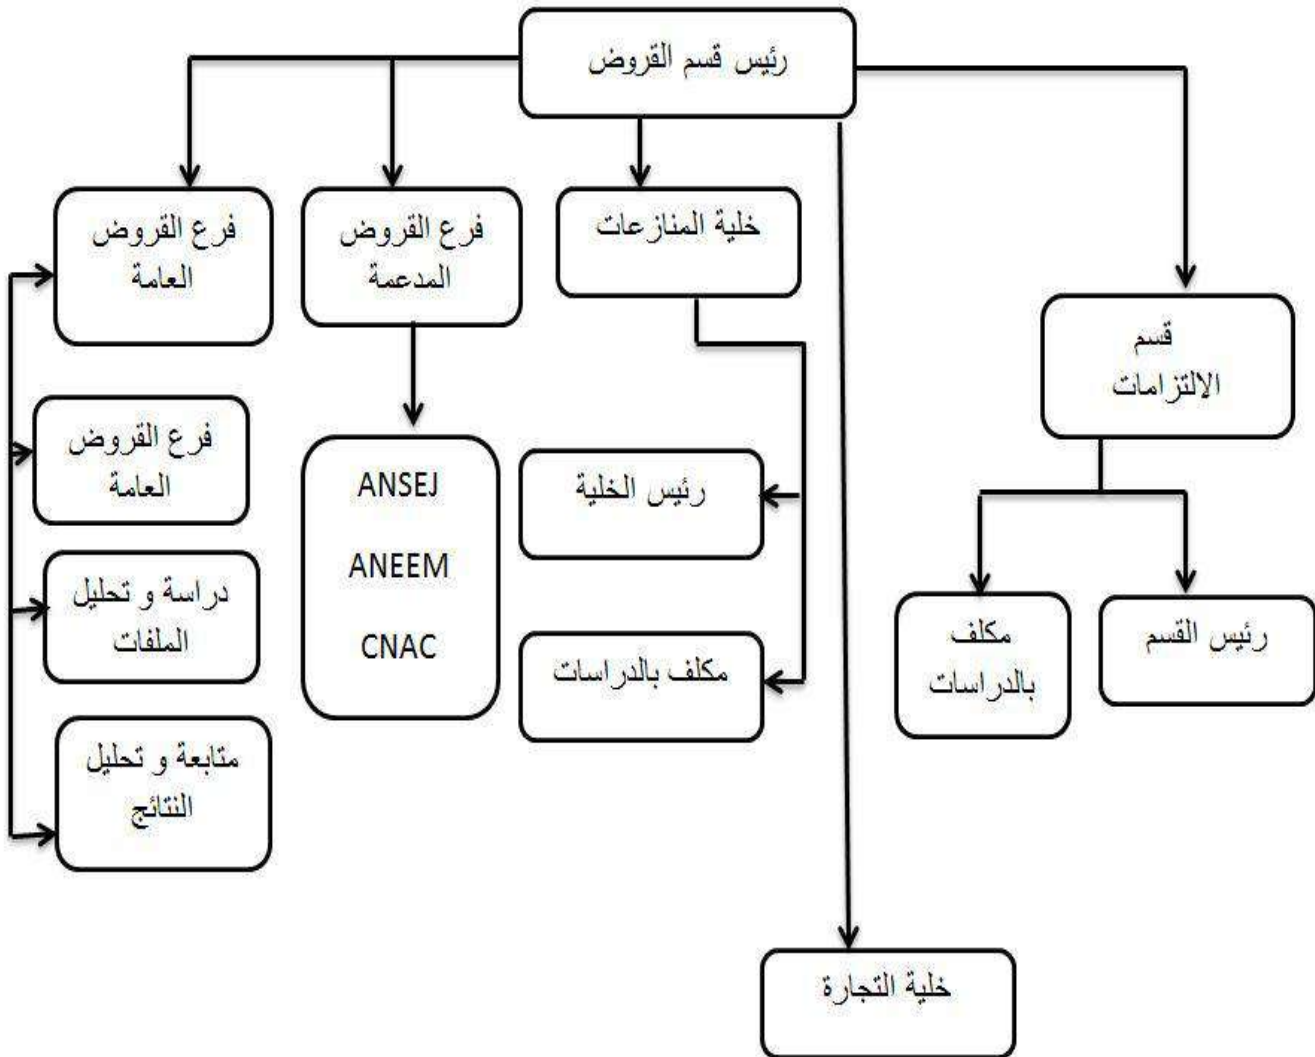 رئيس قسم القروض
فرع القروض
العامة
فرع القروض
المدعمة
خلية المنازعات
قسم
الالتزامات
فرع القروض
العامة
ANSEJ
ANEEM
CNAC
رئيس الخلية
دراسة و تحليل
الملفات
مكلف بالدراسات
مكلف
بالدراسات
رئيس القسم
متابعة و تحليل
النتائج
خلية التجارة